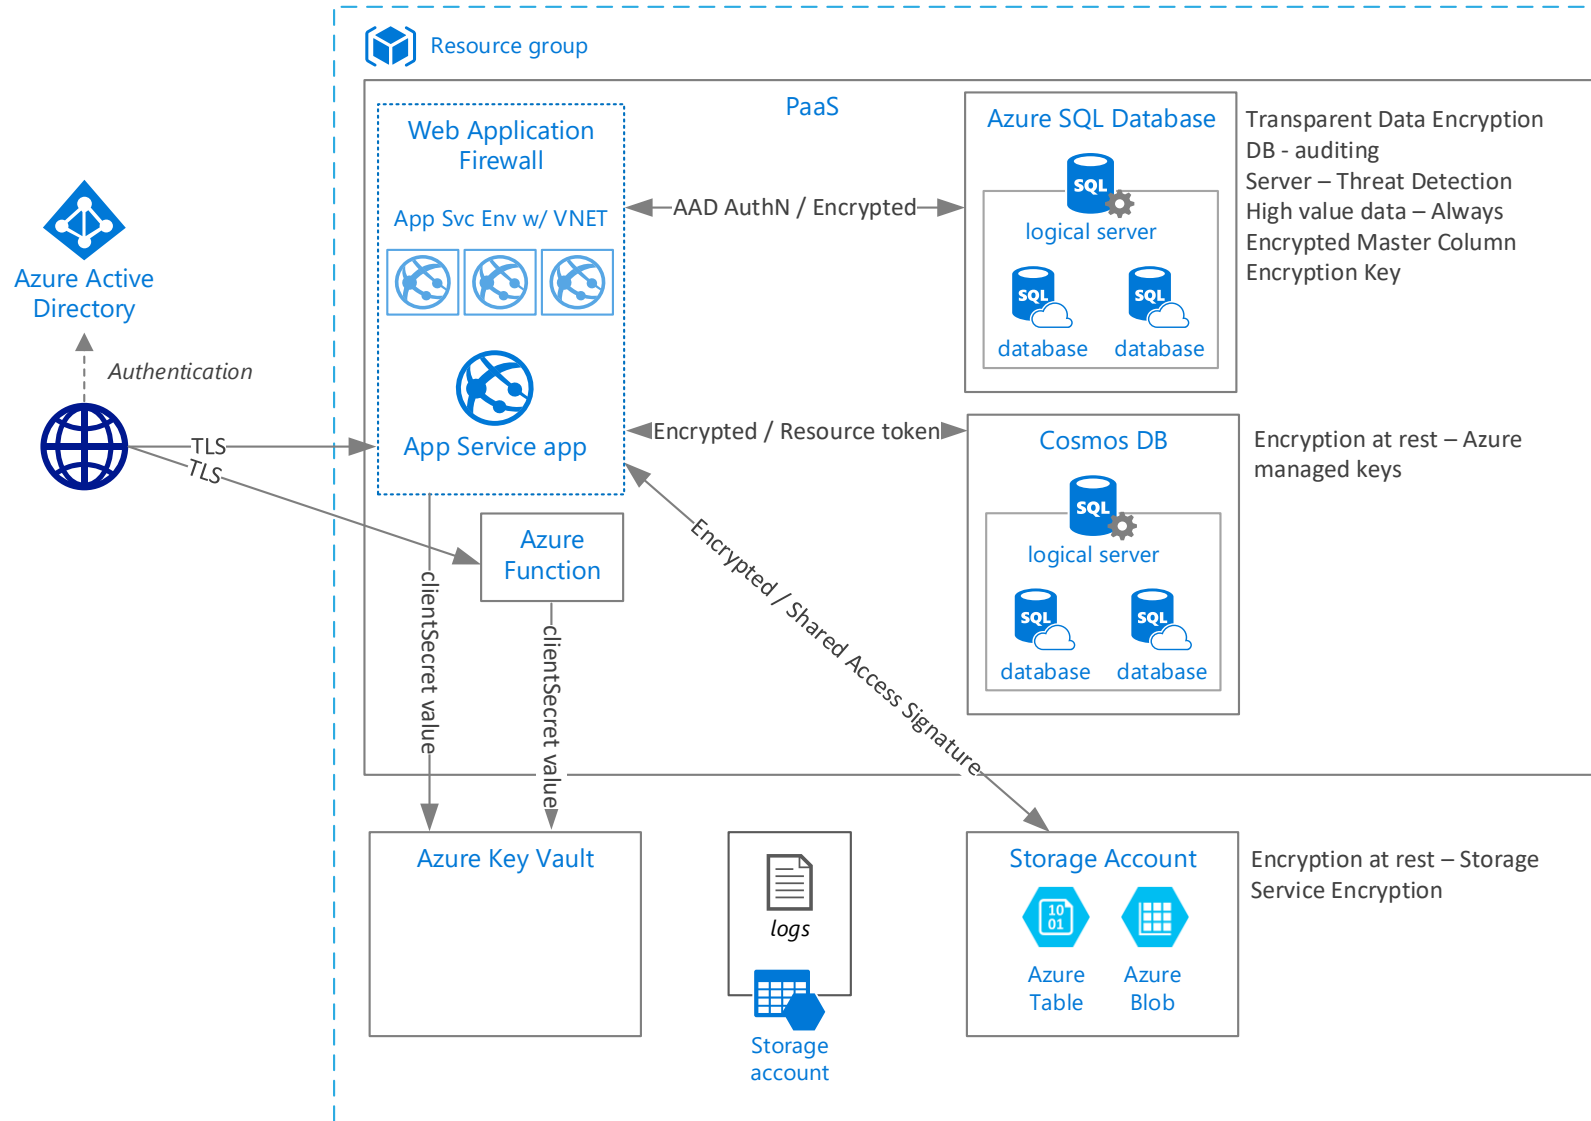 Resource group
PaaS
Web Application
Firewall
App Svc Env w/ VNET
App Service app
Azure SQL Database
SQL
logical server
SQL
SQL
database
database
Transparent Data Encryption
DB - auditing
Server – Threat Detection
High value data – Always
Encrypted Master Column
Encryption Key
AAD AuthN / Encrypted
Azure Active
Directory
Authentication
TLS
TLS
Encrypted / Resource token
Cosmos DB
SQL
logical server
SQL
SQL
database
database
Encryption at rest – Azure
managed keys
Azure
Function
clientSecret value
clientSecret value
Encrypted / Shared Access Signature
Azure Key Vault
logs
Storage
account
Storage Account
10
01
Azure
Table
Azure
Blob
Encryption at rest – Storage
Service Encryption